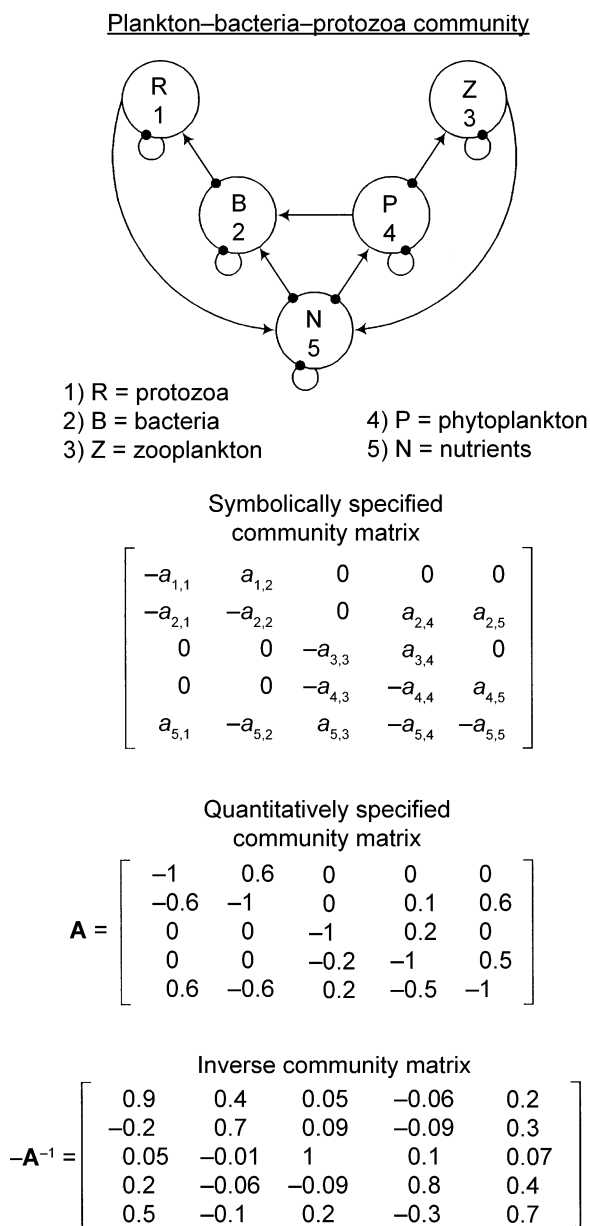 Plankton–bacteria–protozoa community
R
1
Z
3
B
2
P
4
N
5
1) R = protozoa
2) B = bacteria
3) Z = zooplankton
4) P = phytoplankton
5) N = nutrients
Symbolically specified
community matrix
–a1,1 a1,2 0 0 0
–a2,1 –a2,2 0 a2,4 a2,5
0 0 –a3,3 a3,4 0
0 0 –a4,3 –a4,4 a4,5
a5,1 –a5,2 a5,3 –a5,4 –a5,5
Quantitatively specified
community matrix
A =
–1 0.6 0 0 0
–0.6 –1 0 0.1 0.6
0 0 –1 0.2 0
0 0 –0.2 –1 0.5
0.6 –0.6 0.2 –0.5 –1
Inverse community matrix
–A–1 =
0.9 0.4 0.05 –0.06 0.2
–0.2 0.7 0.09 –0.09 0.3
0.05 –0.01 1 0.1 0.07
0.2 –0.06 –0.09 0.8 0.4
0.5 –0.1 0.2 –0.3 0.7